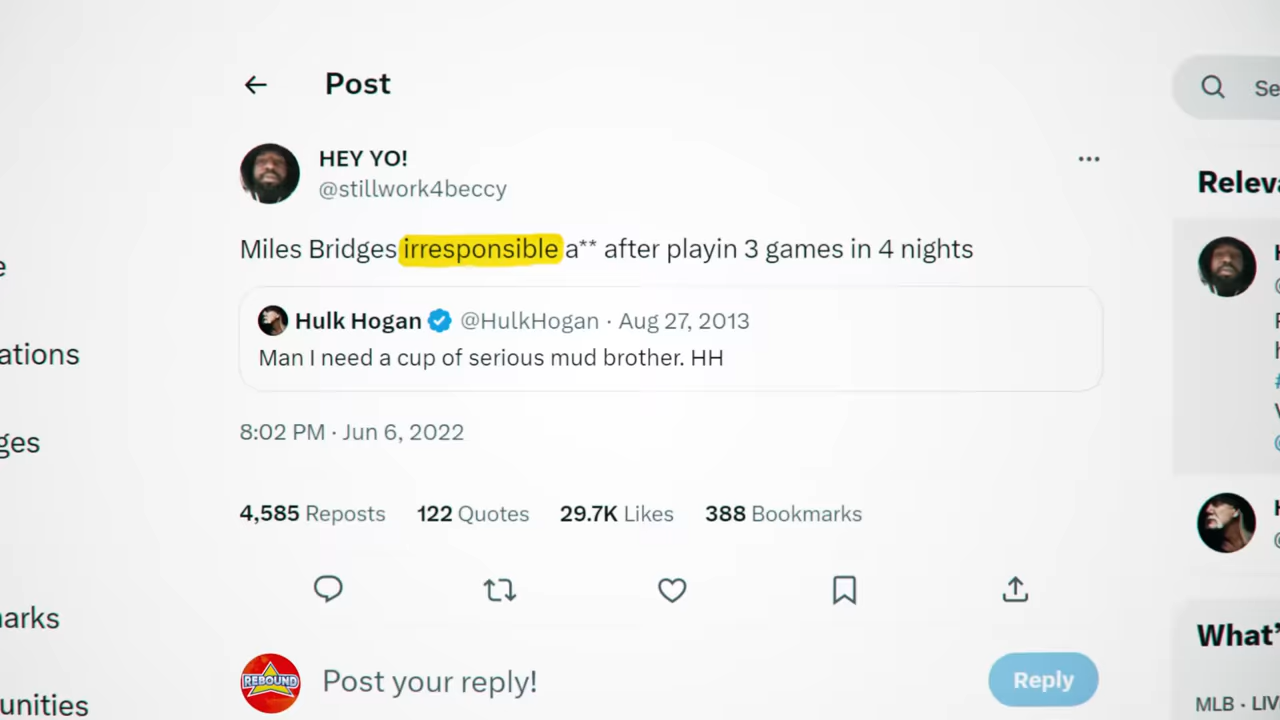 Post
Se
HEY YO!
@stillwork4beccy
Releva
Miles Bridges irresponsible a** after playin 3 games in 4 nights
e
Hulk Hogan @HulkHogan · Aug 27, 2013
Man I need a cup of serious mud brother. HH
ations
8:02 PM · Jun 6, 2022
ges
4,585 Reposts 122 Quotes 29.7K Likes 388 Bookmarks
arks
What'
REBOUND
Post your reply!
Reply
unities
MLB · LIV